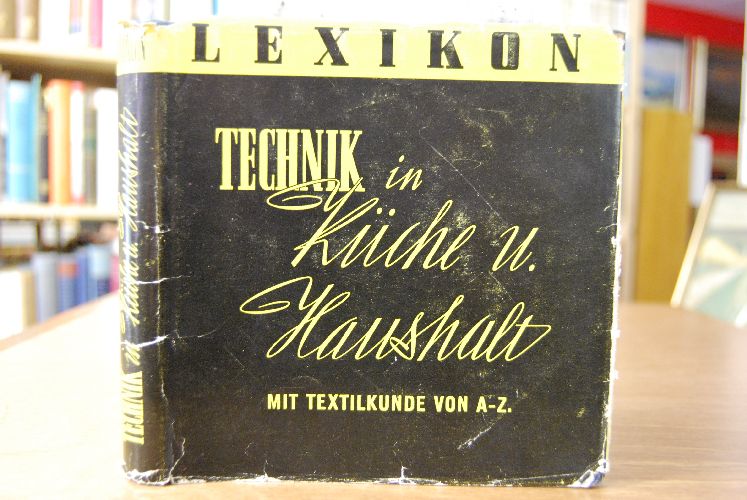 LEXIKON
TECHNIK in
Küche u.
Haushalt
MIT TEXTILKUNDE VON A-Z.
TECHNIK in Küche u. Haushalt